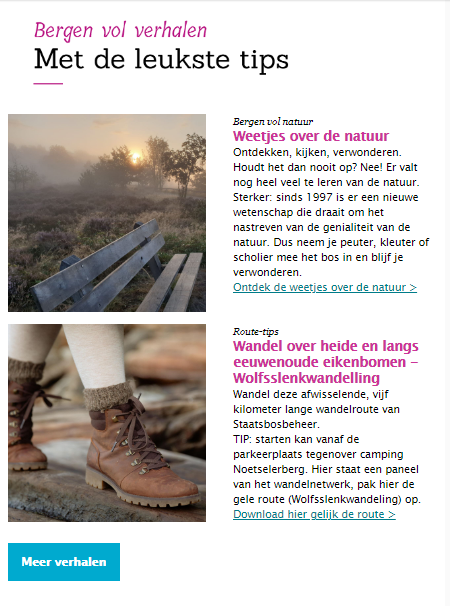 Bergen vol verhalen
Met de leukste tips
Bergen vol natuur
Weetjes over de natuur
Ontdekken, kijken, verwonderen.
Houdt het dan nooit op? Nee! Er valt
nog heel veel te leren van de natuur.
Sterker: sinds 1997 is er een nieuwe
wetenschap die draait om het
nastreven van de genialiteit van de
natuur. Dus neem je peuter, kleuter of
scholier mee het bos in en blijf je
verwonderen.
Ontdek de weetjes over de natuur >
Route-tips
Wandel over heide en langs
eeuwenoude eikenbomen –
Wolfsslenkwandelling
Wandel deze afwisselende, vijf
kilometer lange wandelroute van
Staatsbosbeheer.
TIP: starten kan vanaf de
parkeerplaats tegenover camping
Noetselerberg. Hier staat een paneel
van het wandelnetwerk, pak hier de
gele route (Wolfsslenkwandeling) op.
Download hier gelijk de route >
Meer verhalen